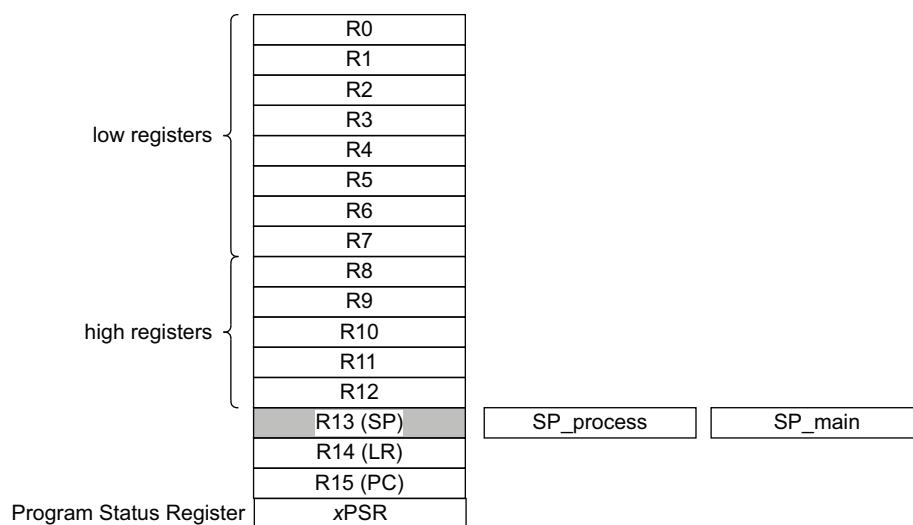 R0
R1
R2
R3
low registers
R4
R5
R6
R7
R8
R9
high registers
R10
R11
R12
R13 (SP) SP_process SP_main
R14 (LR)
R15 (PC)
Program Status Register xPSR